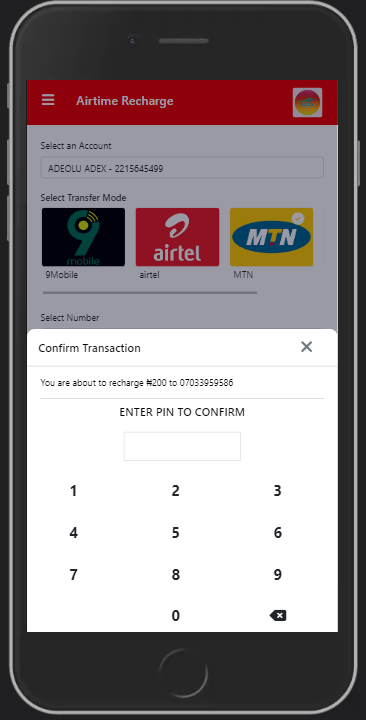 Airtime Recharge
Select an Account
ADEOLU ADEX - 2215645499
Select Transfer Mode
9
mobile
airtel
MTN
9Mobile
airtel
MTN
Select Number
Confirm Transaction
You are about to recharge ₦200 to 07033959586
ENTER PIN TO CONFIRM
1 2 3
4 5 6
7 8 9
0